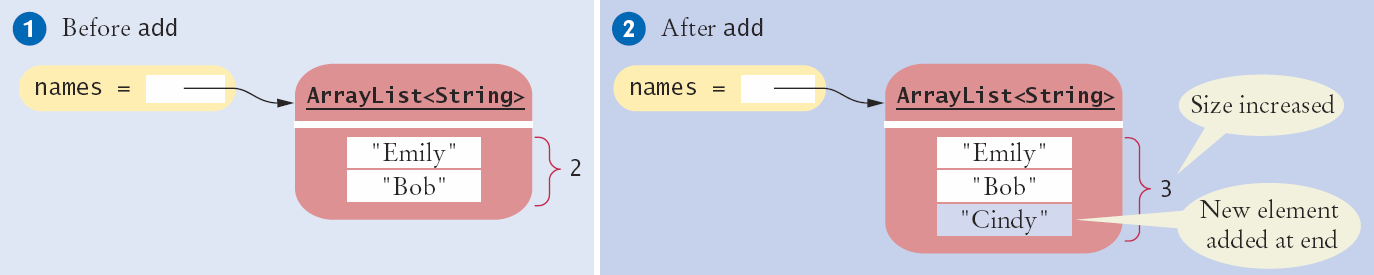 1 Before add
names =
ArrayList<String>
"Emily"
"Bob"
2
2 After add
names =
ArrayList<String>
"Emily"
"Bob"
"Cindy"
3
Size increased
New element
added at end